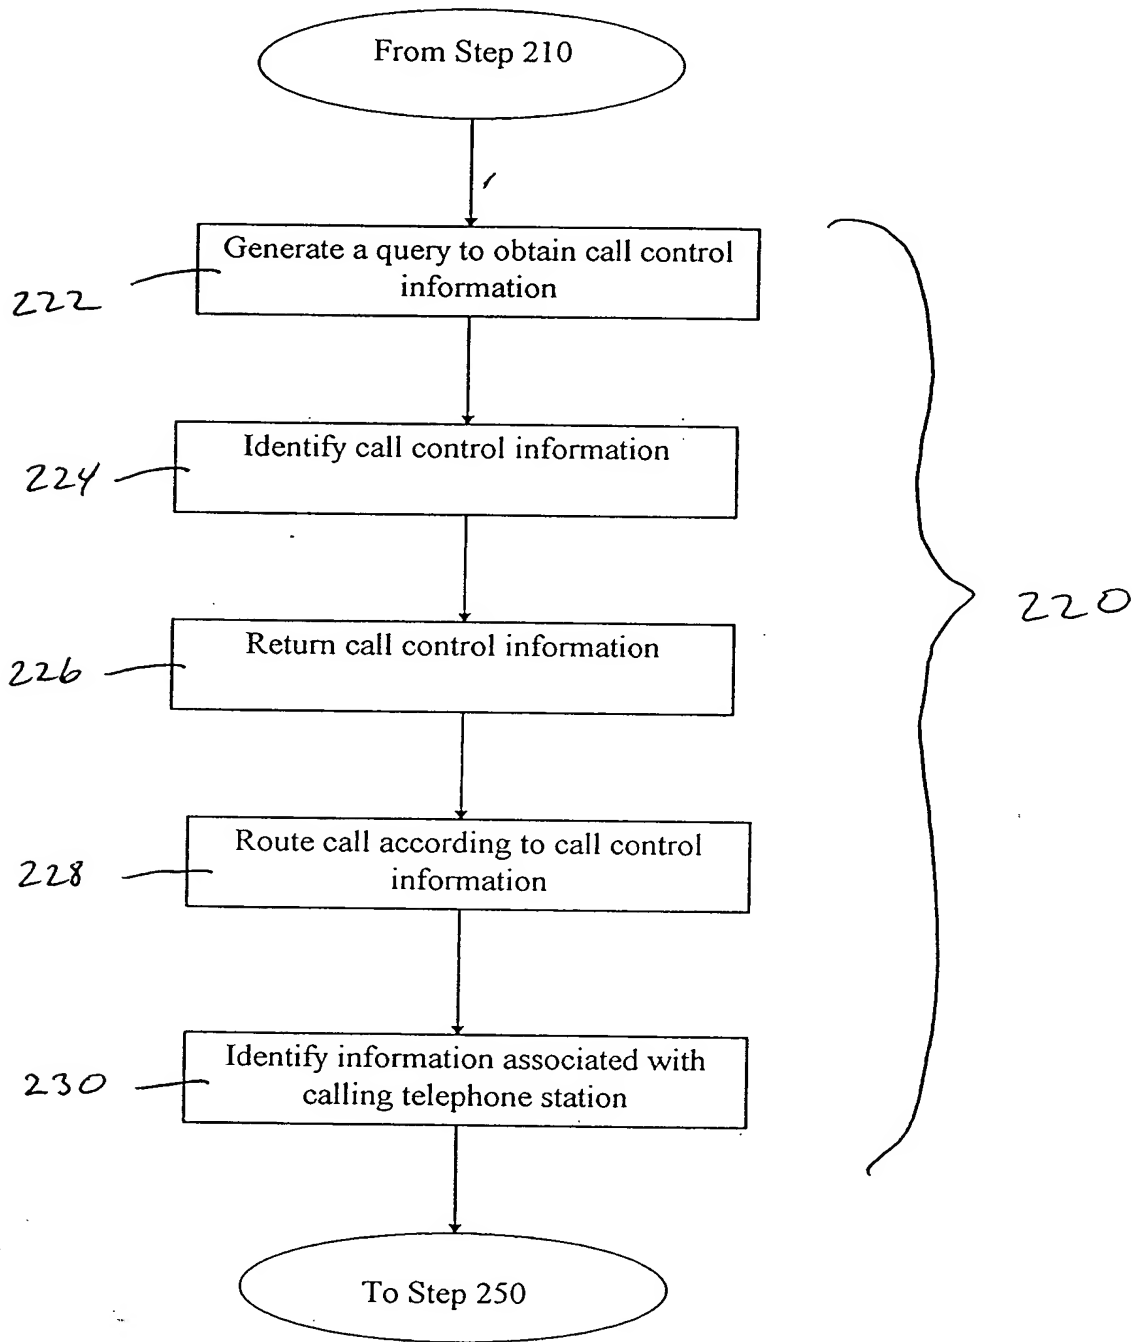 From Step 210
Generate a query to obtain call control
information
222
Identify call control information
224
Return call control information
226
220
Route call according to call control
information
228
Identify information associated with
calling telephone station
230
To Step 250